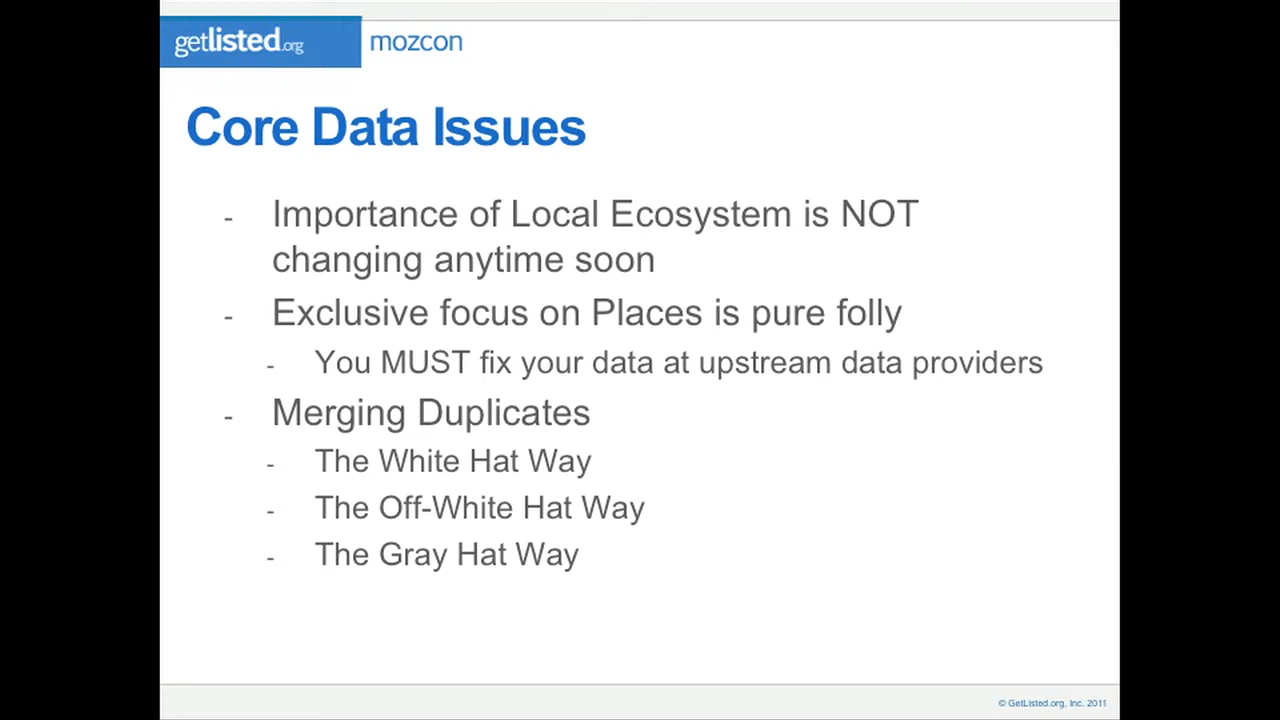 getlisted.org mozcon
Core Data Issues
- Importance of Local Ecosystem is NOT
changing anytime soon
- Exclusive focus on Places is pure folly
- You MUST fix your data at upstream data providers
- Merging Duplicates
- The White Hat Way
- The Off-White Hat Way
- The Gray Hat Way
© GetListed.org, Inc. 2011